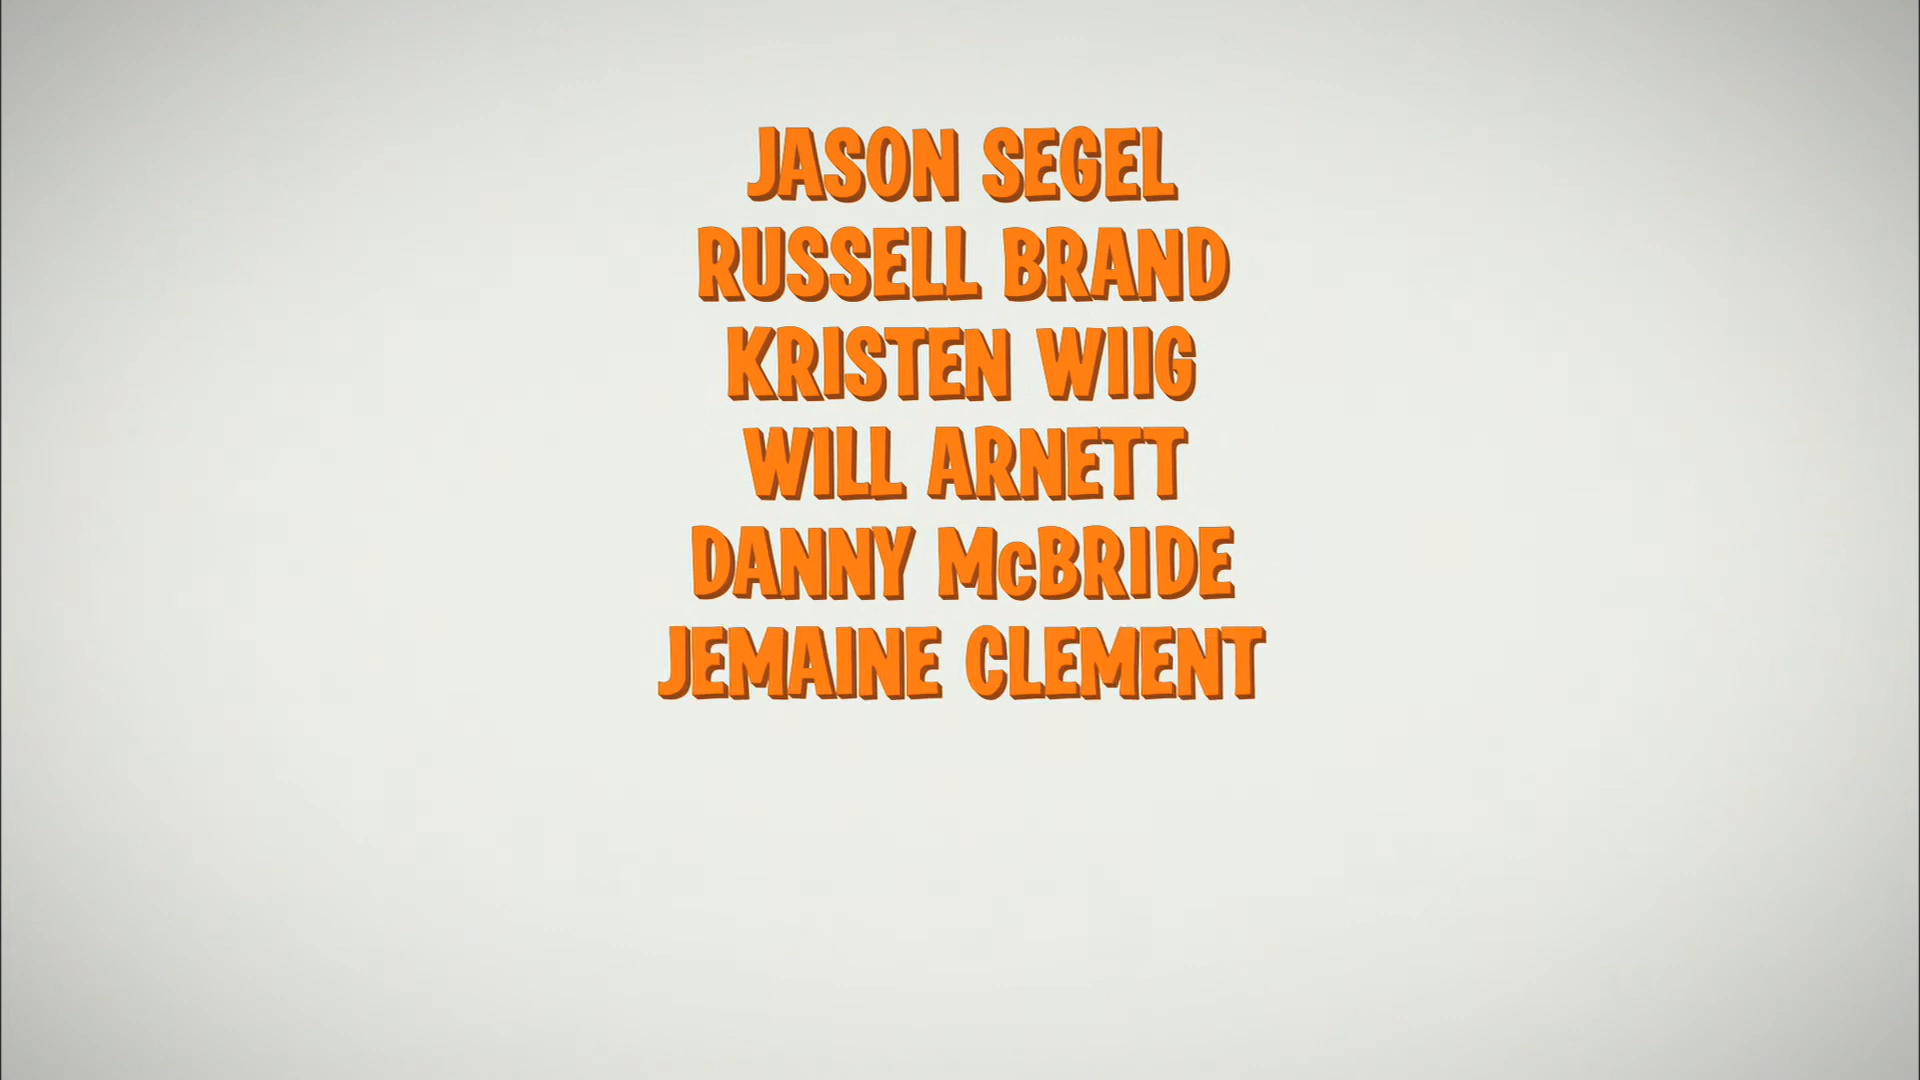 JASON SEGEL
RUSSELL BRAND
KRISTEN WIIG
WILL ARNETT
DANNY McBRIDE
JEMAINE CLEMENT